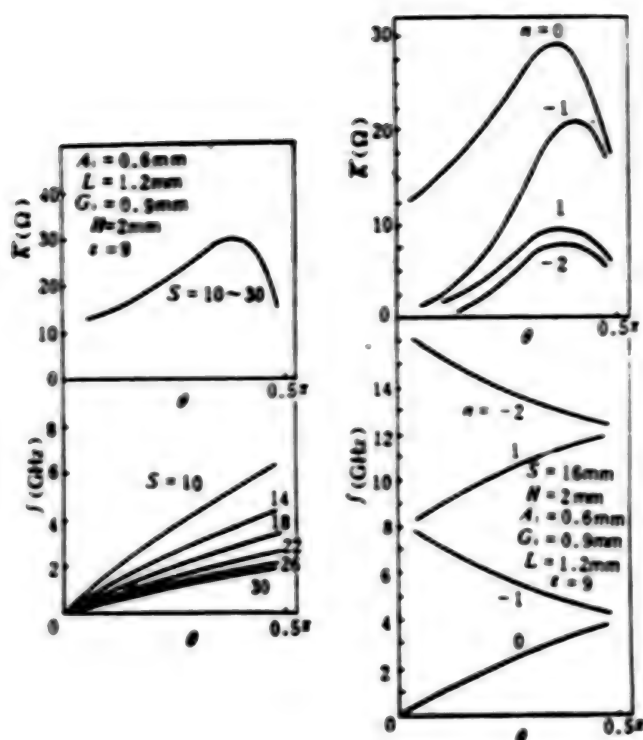 A₁ = 0.6mm
L = 1.2mm
G₁ = 0.9mm
H = 2mm
ε = 9
S = 10~30
K̅ (Ω)
40
30
20
10
0
θ
0.5π
f (GHz)
8
6
4
2
0
S = 10
14
18
22
26
30
θ
0.5π
K̅ (Ω)
30
20
10
0
n = 0
-1
1
-2
θ
0.5π
f (GHz)
14
12
10
8
6
4
2
0
n = -2
1
-1
0
S = 16mm
H = 2mm
A₁ = 0.6mm
G₁ = 0.9mm
L = 1.2mm
ε = 9
θ
0.5π